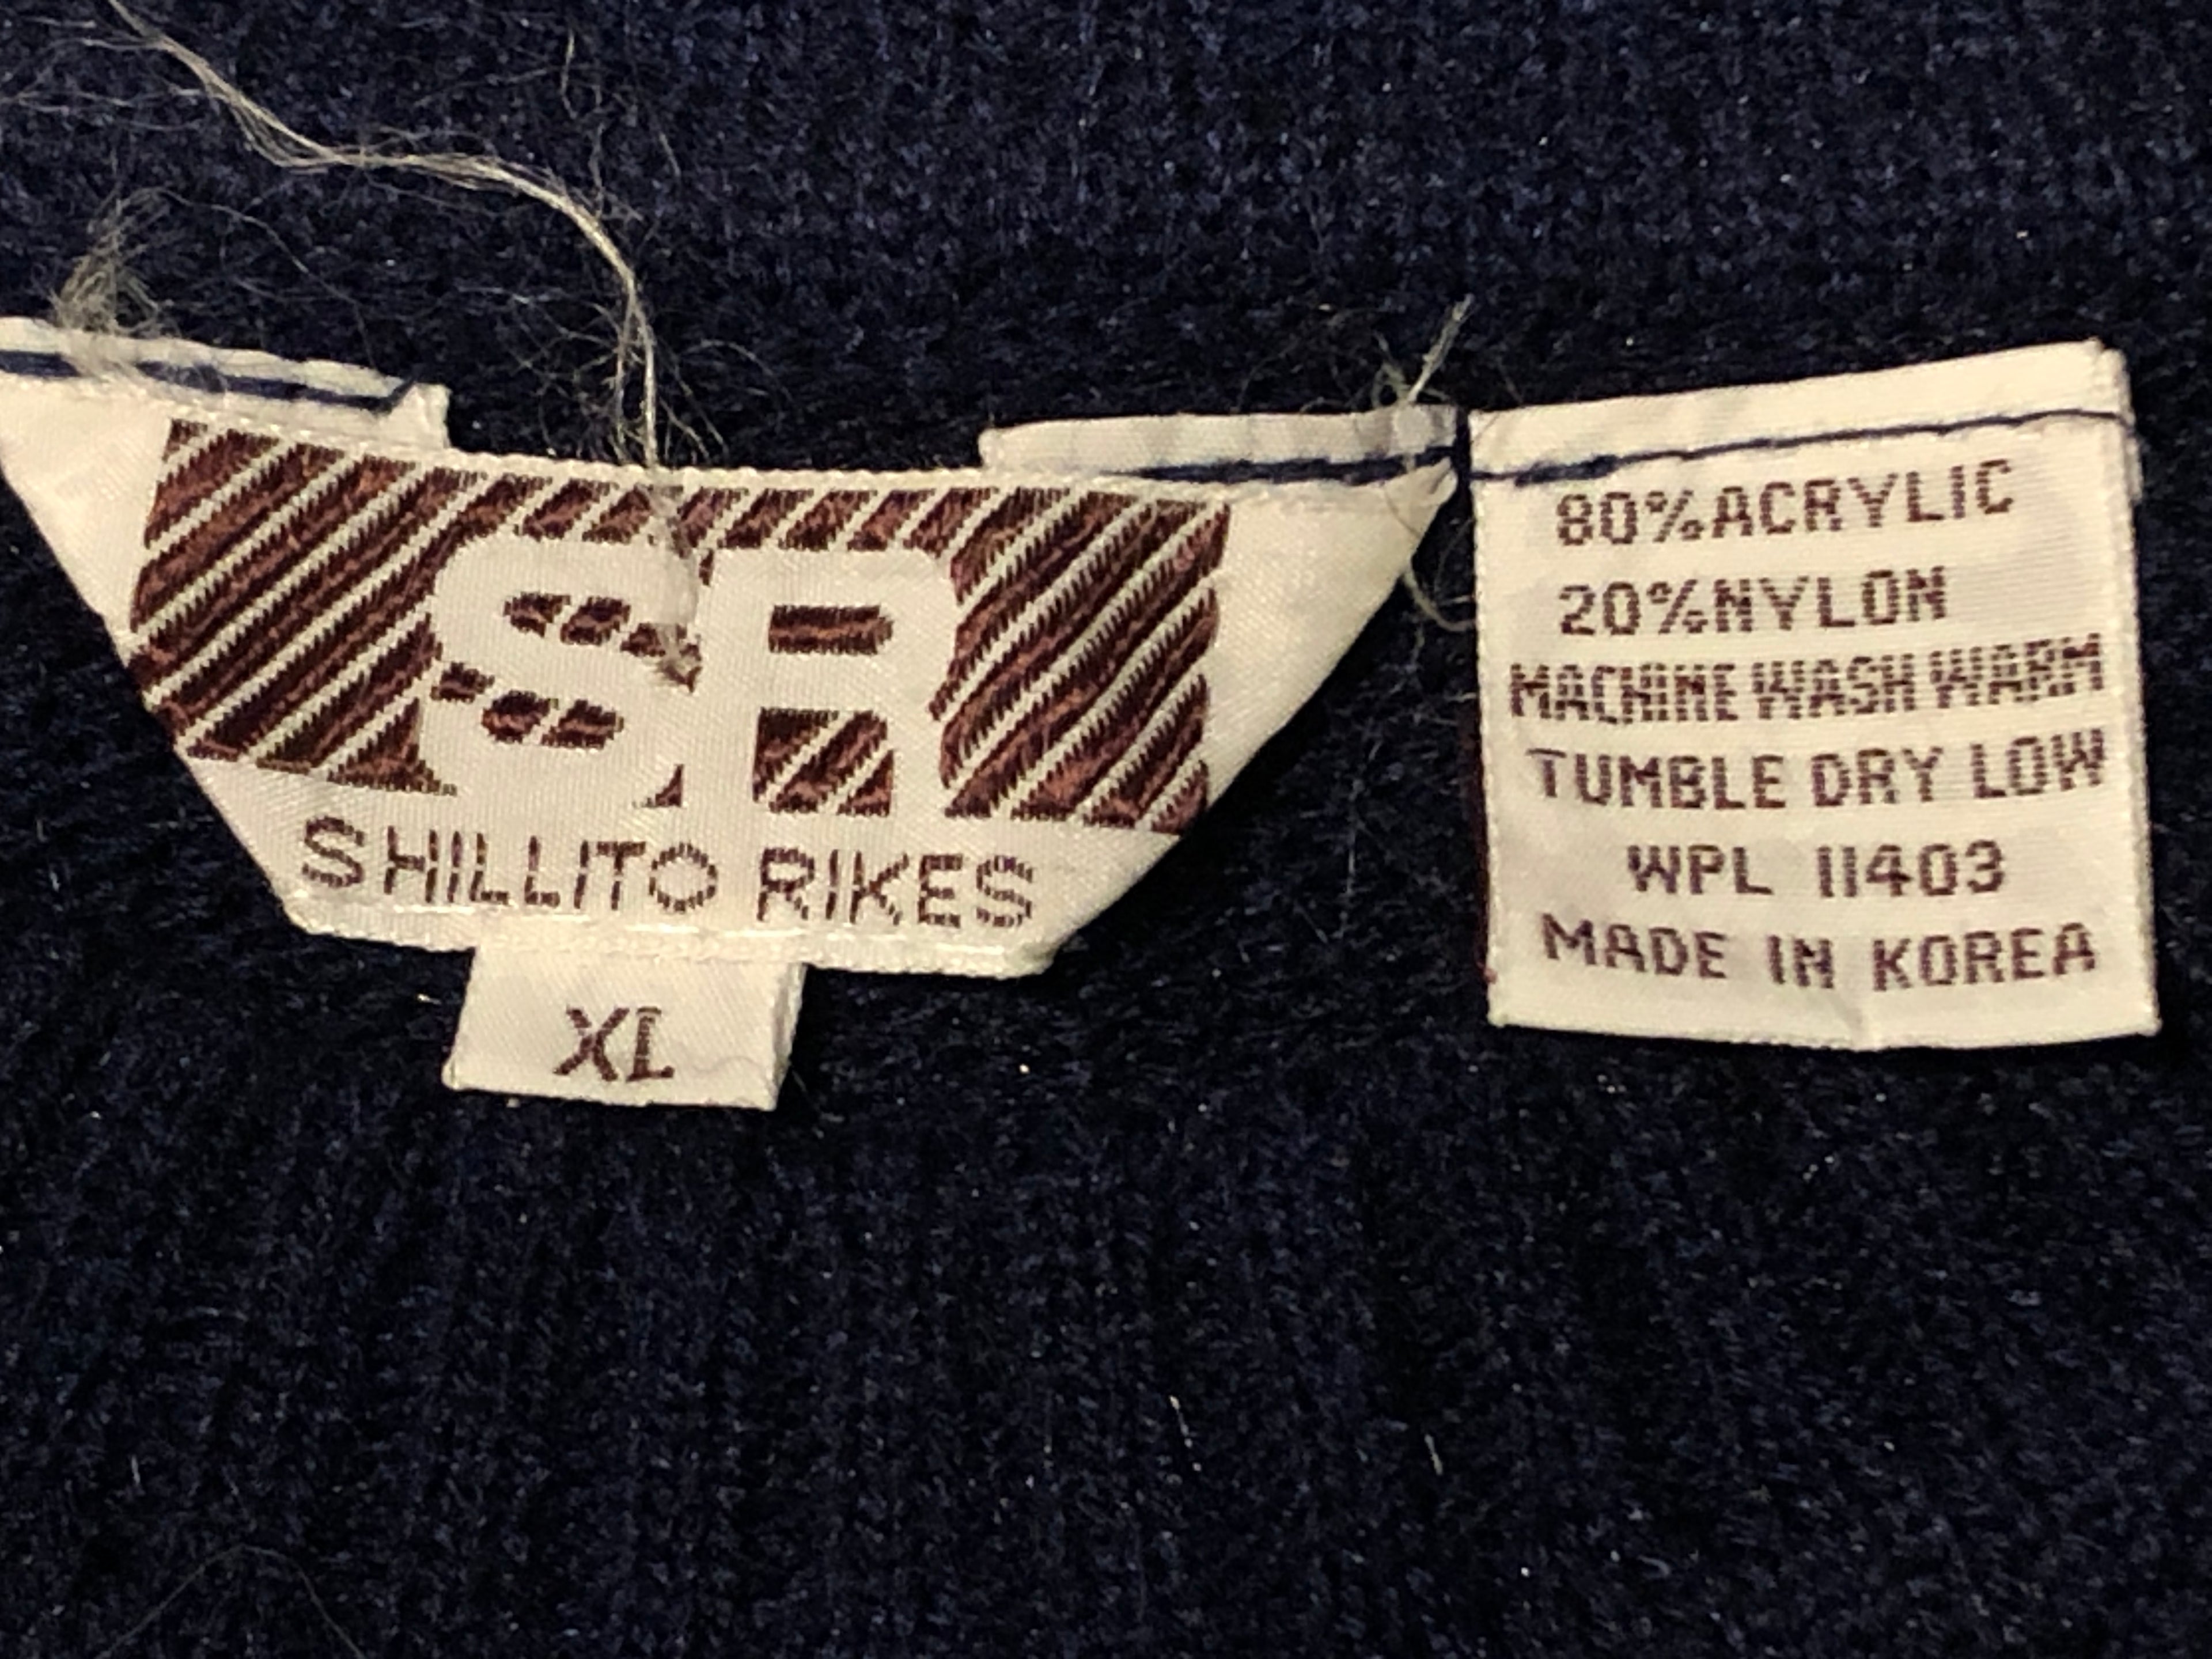 SR
SHILLITO RIKES
XL
80%ACRYLIC
20%NYLON
MACHINE WASH WARM
TUMBLE DRY LOW
WPL 11403
MADE IN KOREA